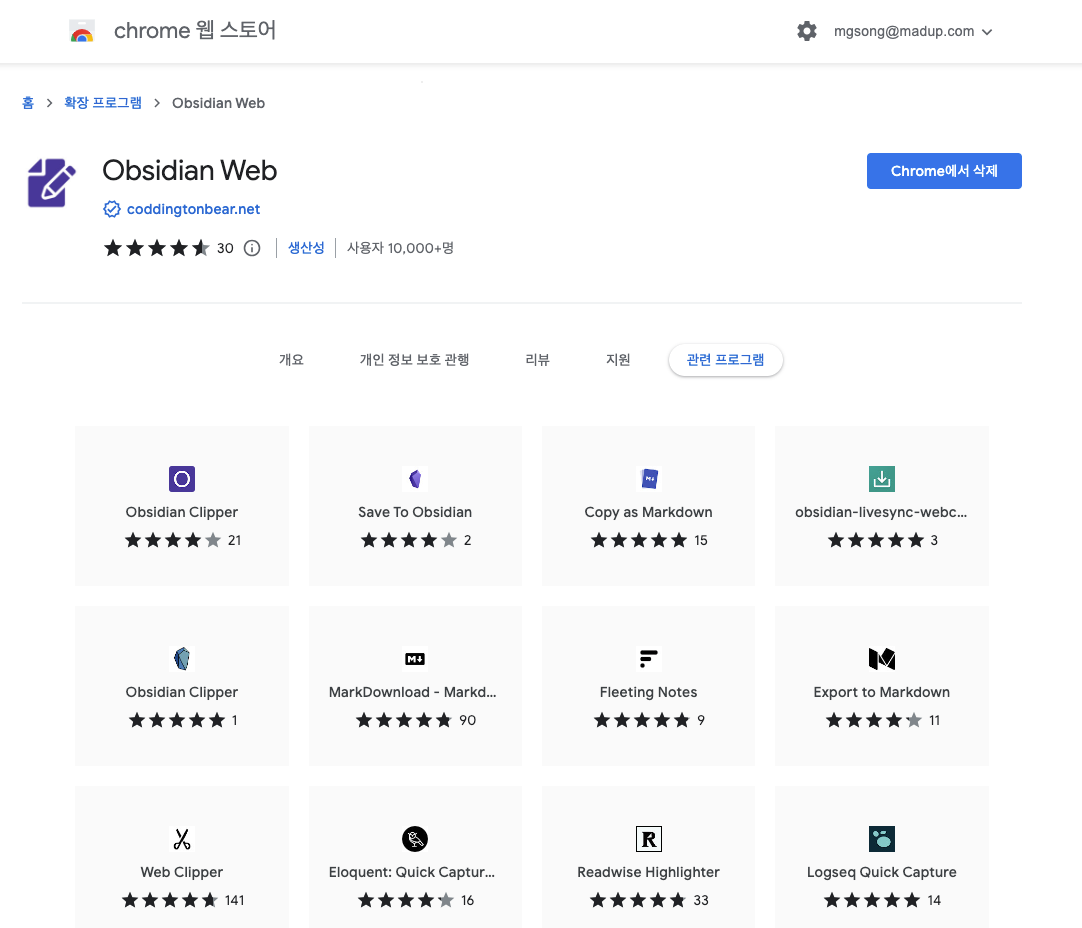 chrome 웹 스토어
mgsong@madup.com
홈 > 확장 프로그램 > Obsidian Web
Obsidian Web
Chrome에서 삭제
coddingtonbear.net
30 생산성 사용자 10,000+명
개요 개인 정보 보호 관행 리뷰 지원 관련 프로그램
Obsidian Clipper
21
Save To Obsidian
2
Copy as Markdown
15
obsidian-livesync-webc...
3
Obsidian Clipper
1
MarkDownload - Markd...
90
Fleeting Notes
9
Export to Markdown
11
Web Clipper
141
Eloquent: Quick Captur...
16
Readwise Highlighter
33
Logseq Quick Capture
14